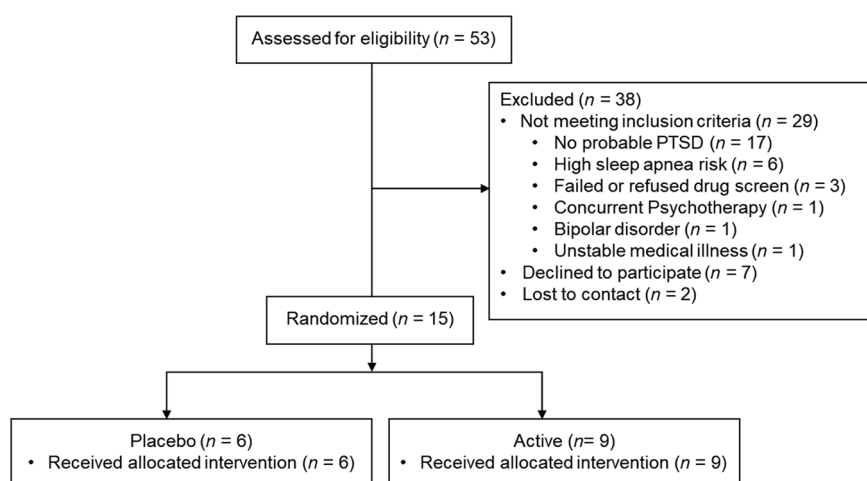 Assessed for eligibility (n = 53)
Excluded (n = 38)
• Not meeting inclusion criteria (n = 29)
• No probable PTSD (n = 17)
• High sleep apnea risk (n = 6)
• Failed or refused drug screen (n = 3)
• Concurrent Psychotherapy (n = 1)
• Bipolar disorder (n = 1)
• Unstable medical illness (n = 1)
• Declined to participate (n = 7)
• Lost to contact (n = 2)
Randomized (n = 15)
Placebo (n = 6)
• Received allocated intervention (n = 6)
Active (n= 9)
• Received allocated intervention (n = 9)